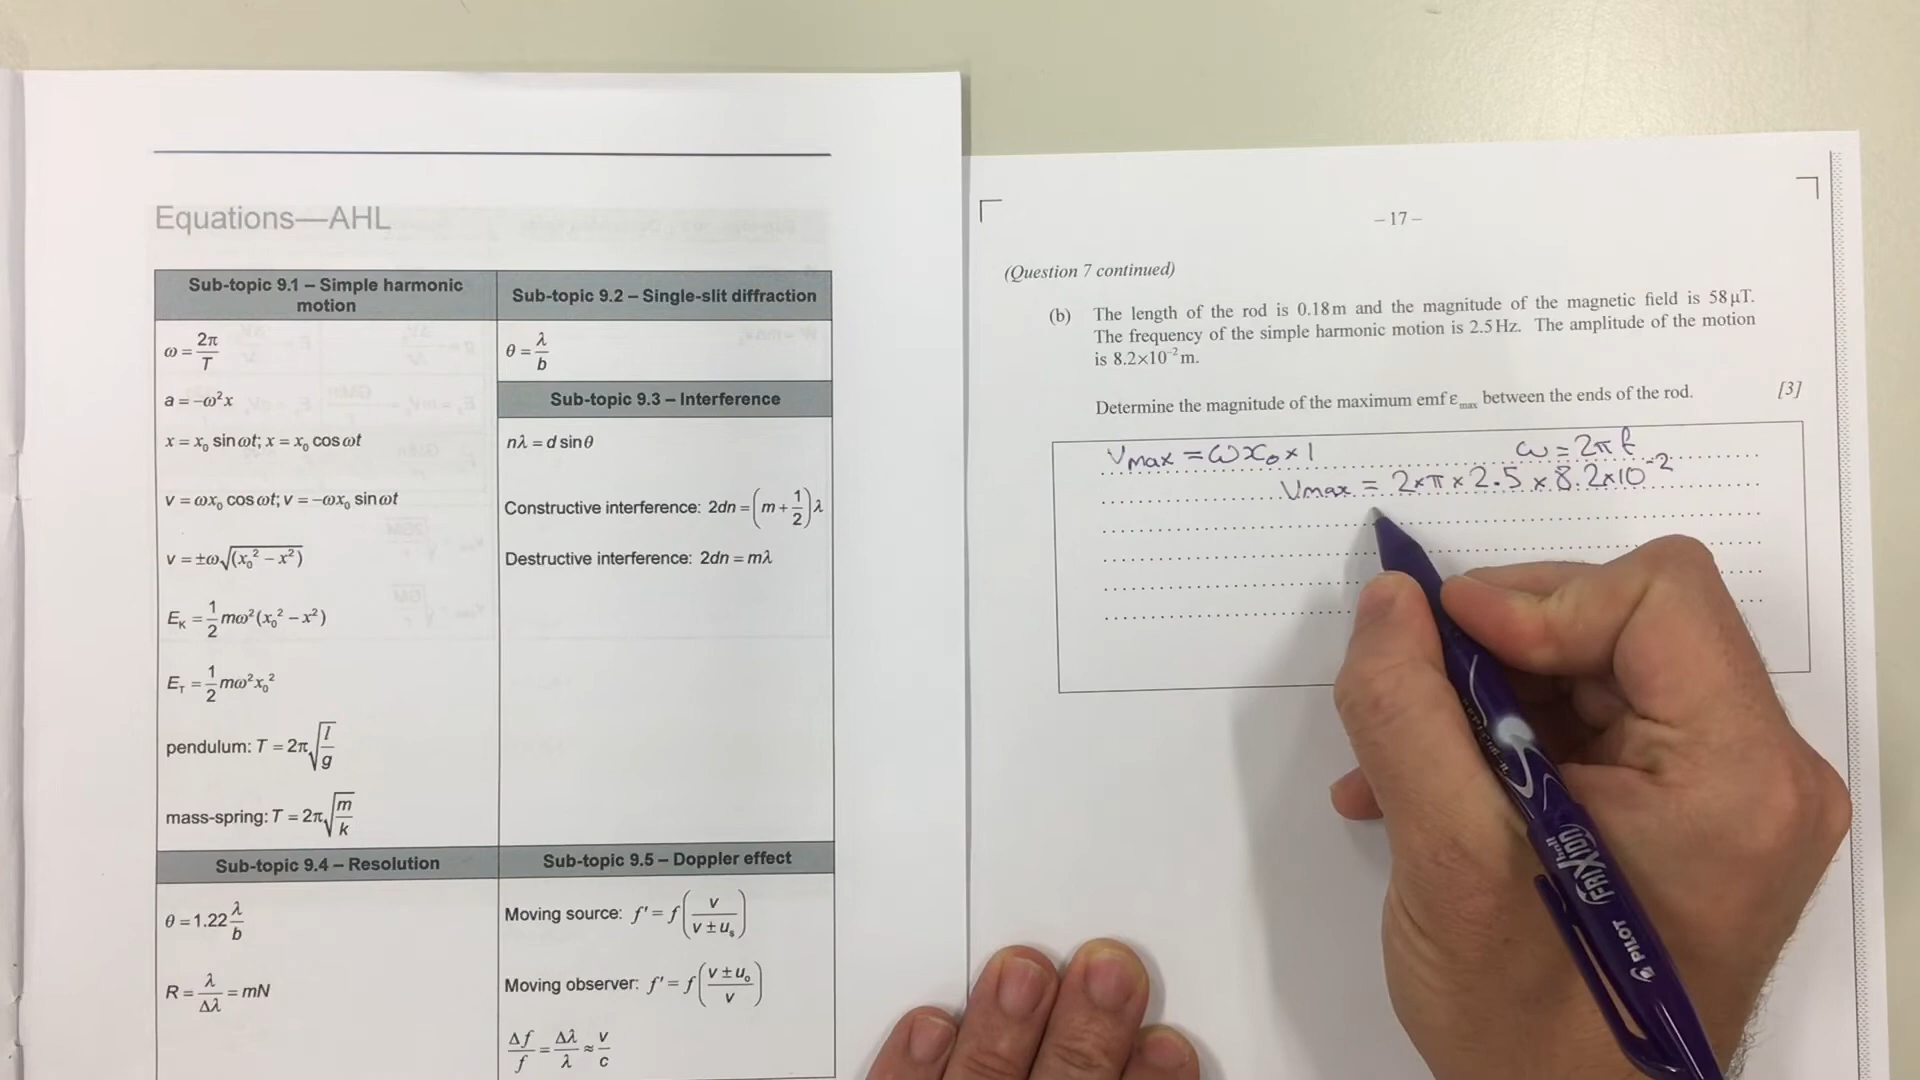 Equations—AHL
Sub-topic 9.1 – Simple harmonic motion
ω = 2π/T
a = −ω²x
x = x₀ sin ωt; x = x₀ cos ωt
v = ωx₀ cos ωt; v = −ωx₀ sin ωt
v = ±ω√(x₀² − x²)
E_K = 1/2 mω²(x₀² − x²)
E_T = 1/2 mω²x₀²
pendulum: T = 2π√(l/g)
mass-spring: T = 2π√(m/k)
Sub-topic 9.2 – Single-slit diffraction
θ = λ/b
Sub-topic 9.3 – Interference
nλ = d sin θ
Constructive interference: 2dn = (m + 1/2)λ
Destructive interference: 2dn = mλ
Sub-topic 9.4 – Resolution
θ = 1.22 λ/b
R = λ/Δλ = mN
Sub-topic 9.5 – Doppler effect
Moving source: f′ = f(v/(v ± uₛ))
Moving observer: f′ = f((v ± uₒ)/v)
Δf/f = Δλ/λ ≈ v/c
– 17 –
(Question 7 continued)
(b) The length of the rod is 0.18 m and the magnitude of the magnetic field is 58 µT.
The frequency of the simple harmonic motion is 2.5 Hz. The amplitude of the motion
is 8.2×10⁻² m.
Determine the magnitude of the maximum emf ε_max between the ends of the rod. [3]
Vmax = ωx₀ × 1 ω = 2πf
Vmax = 2×π × 2.5 × 8.2×10⁻²
PILOT
FRIXION ball